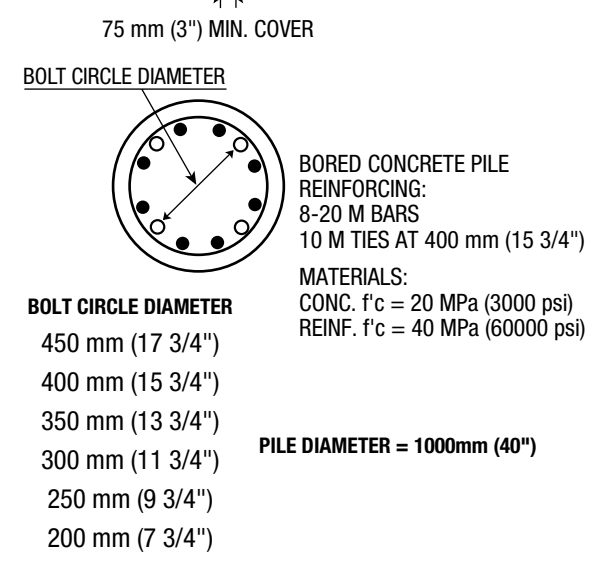 75 mm (3") MIN. COVER
BOLT CIRCLE DIAMETER
BORED CONCRETE PILE
REINFORCING:
8-20 M BARS
10 M TIES AT 400 mm (15 3/4")
MATERIALS:
CONC. f'c = 20 MPa (3000 psi)
REINF. f'c = 40 MPa (60000 psi)
BOLT CIRCLE DIAMETER
450 mm (17 3/4")
400 mm (15 3/4")
350 mm (13 3/4")
300 mm (11 3/4")
250 mm (9 3/4")
200 mm (7 3/4")
PILE DIAMETER = 1000mm (40")